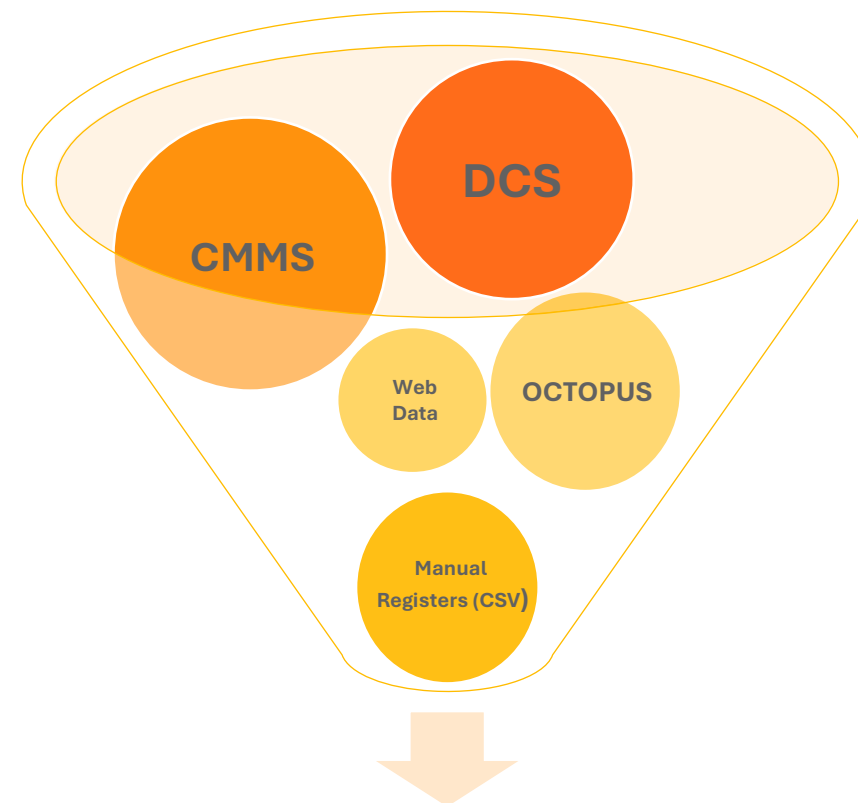 DCS
CMMS
Web
Data
OCTOPUS
Manual
Registers (CSV)